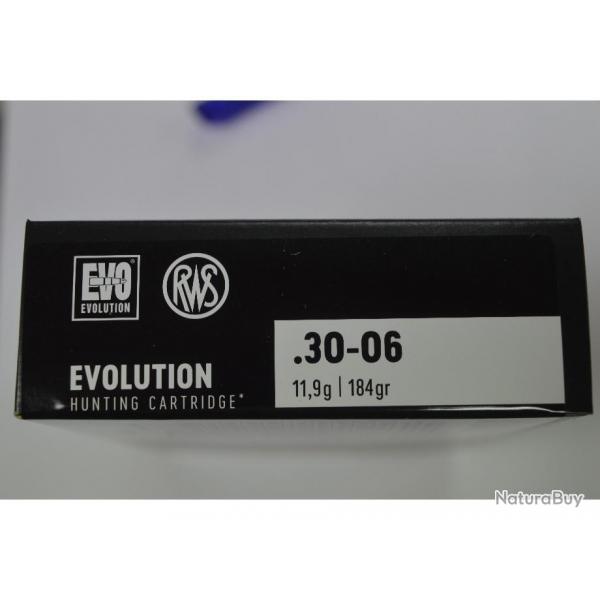 EVO®
EVOLUTION
RWS
.30-06
11,9g | 184gr
EVOLUTION
HUNTING CARTRIDGE*
NaturaBuy